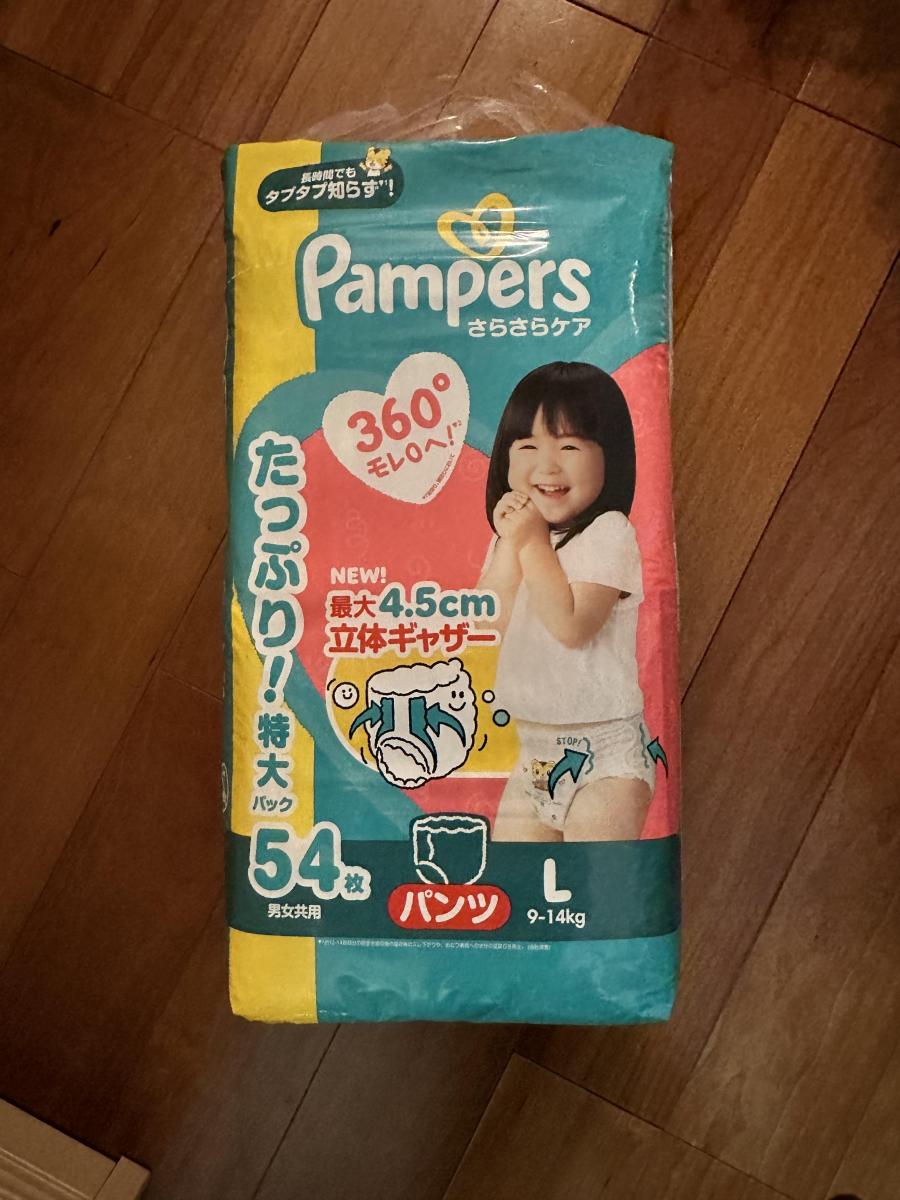 長時間でも
タプタプ知らず*1!
Pampers
さらさらケア
360°
モレ0へ!*2
たっぷり!
特大
パック
54枚
男女共用
NEW!
最大4.5cm
立体ギャザー
STOP!
パンツ
L
9-14kg